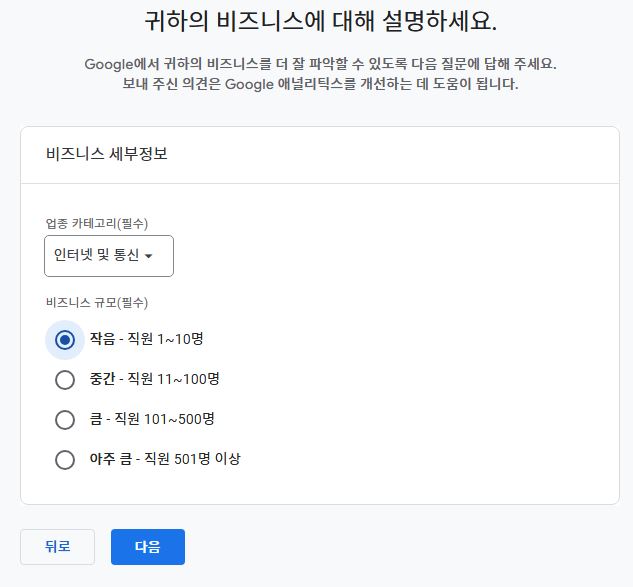 귀하의 비즈니스에 대해 설명하세요.
Google에서 귀하의 비즈니스를 더 잘 파악할 수 있도록 다음 질문에 답해 주세요.
보내 주신 의견은 Google 애널리틱스를 개선하는 데 도움이 됩니다.
비즈니스 세부정보
업종 카테고리(필수)
인터넷 및 통신
비즈니스 규모(필수)
작음 - 직원 1~10명
중간 - 직원 11~100명
큼 - 직원 101~500명
아주 큼 - 직원 501명 이상
뒤로 다음